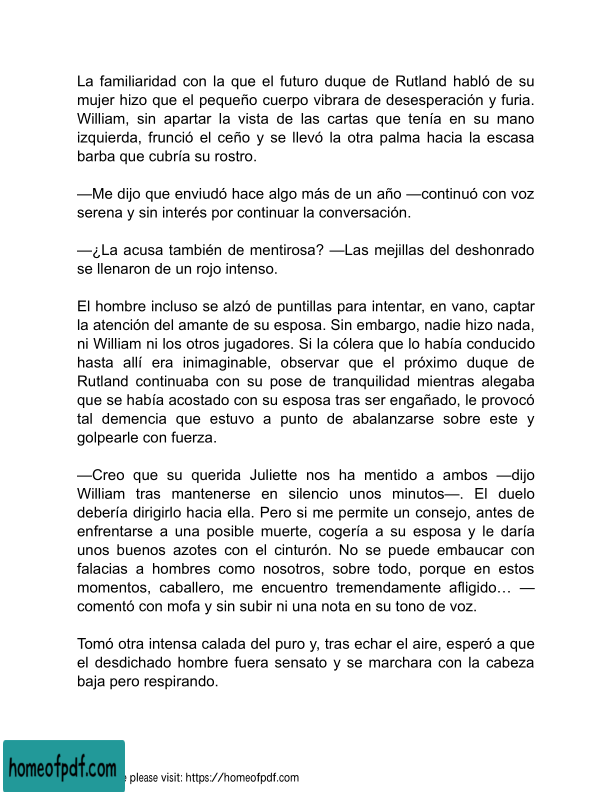 La familiaridad con la que el futuro duque de Rutland habló de su
mujer hizo que el pequeño cuerpo vibrara de desesperación y furia.
William, sin apartar la vista de las cartas que tenía en su mano
izquierda, frunció el ceño y se llevó la otra palma hacia la escasa
barba que cubría su rostro.
—Me dijo que enviudó hace algo más de un año —continuó con voz
serena y sin interés por continuar la conversación.
—¿La acusa también de mentirosa? —Las mejillas del deshonrado
se llenaron de un rojo intenso.
El hombre incluso se alzó de puntillas para intentar, en vano, captar
la atención del amante de su esposa. Sin embargo, nadie hizo nada,
ni William ni los otros jugadores. Si la cólera que lo había conducido
hasta allí era inimaginable, observar que el próximo duque de
Rutland continuaba con su pose de tranquilidad mientras alegaba
que se había acostado con su esposa tras ser engañado, le provocó
tal demencia que estuvo a punto de abalanzarse sobre este y
golpearle con fuerza.
—Creo que su querida Juliette nos ha mentido a ambos —dijo
William tras mantenerse en silencio unos minutos—. El duelo
debería dirigirlo hacia ella. Pero si me permite un consejo, antes de
enfrentarse a una posible muerte, cogería a su esposa y le daría
unos buenos azotes con el cinturón. No se puede embaucar con
falacias a hombres como nosotros, sobre todo, porque en estos
momentos, caballero, me encuentro tremendamente afligido… —
comentó con mofa y sin subir ni una nota en su tono de voz.
Tomó otra intensa calada del puro y, tras echar el aire, esperó a que
el desdichado hombre fuera sensato y se marchara con la cabeza
baja pero respirando.
homeofpdf.com
please visit: https://homeofpdf.com